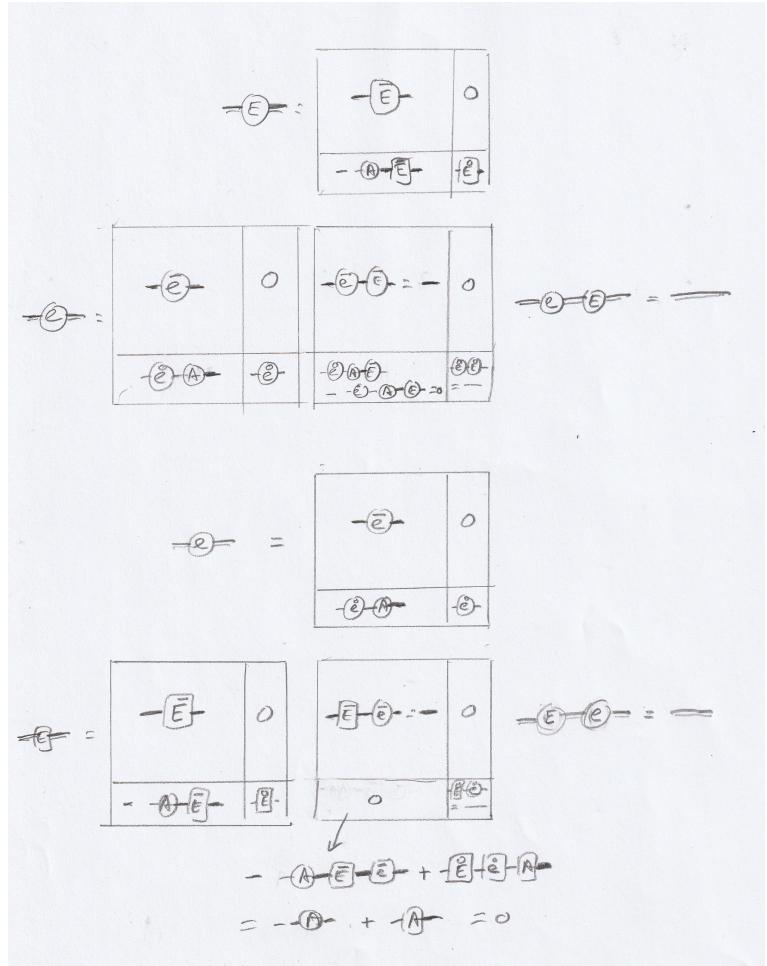 E = Ē 0
- A Ē E̊
e = ē 0 ē Ē = - 0 e E = —
e̊ A e̊ e̊ A Ē e̊ E̊
- e̊ A Ē = 0 = —
e = ē 0
e̊ A e̊
E = Ē 0 Ē ē = - 0 E e = —
- A Ē E̊ 0 E̊ e̊ = —
- A Ē ē + E̊ e̊ A
= - A + A = 0